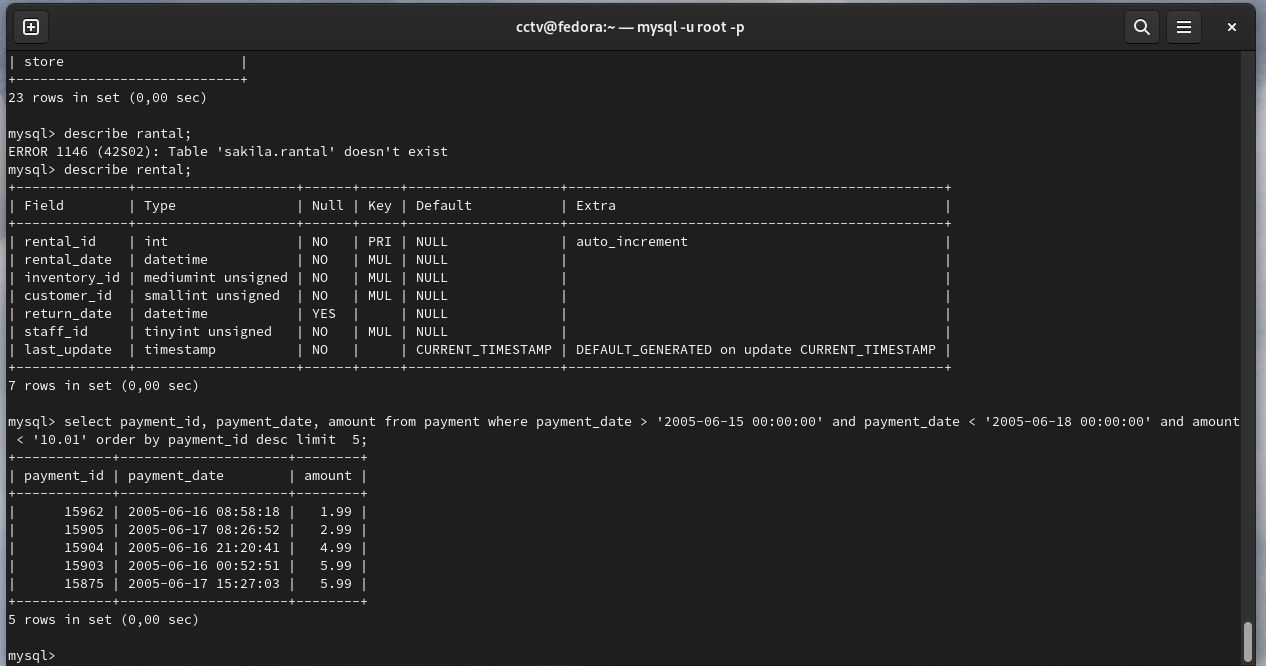 cctv@fedora:~ — mysql -u root -p
| store                      |
+----------------------------+
23 rows in set (0,00 sec)

mysql> describe rantal;
ERROR 1146 (42S02): Table 'sakila.rantal' doesn't exist
mysql> describe rental;
+--------------+--------------------+------+-----+-------------------+-----------------------------------------------+
| Field        | Type               | Null | Key | Default           | Extra                                         |
+--------------+--------------------+------+-----+-------------------+-----------------------------------------------+
| rental_id    | int                | NO   | PRI | NULL              | auto_increment                                |
| rental_date  | datetime           | NO   | MUL | NULL              |                                               |
| inventory_id | mediumint unsigned | NO   | MUL | NULL              |                                               |
| customer_id  | smallint unsigned  | NO   | MUL | NULL              |                                               |
| return_date  | datetime           | YES  |     | NULL              |                                               |
| staff_id     | tinyint unsigned   | NO   | MUL | NULL              |                                               |
| last_update  | timestamp          | NO   |     | CURRENT_TIMESTAMP | DEFAULT_GENERATED on update CURRENT_TIMESTAMP |
+--------------+--------------------+------+-----+-------------------+-----------------------------------------------+
7 rows in set (0,00 sec)

mysql> select payment_id, payment_date, amount from payment where payment_date > '2005-06-15 00:00:00' and payment_date < '2005-06-18 00:00:00' and amount
 < '10.01' order by payment_id desc limit  5;
+------------+---------------------+--------+
| payment_id | payment_date        | amount |
+------------+---------------------+--------+
|      15962 | 2005-06-16 08:58:18 |   1.99 |
|      15905 | 2005-06-17 08:26:52 |   2.99 |
|      15904 | 2005-06-16 21:20:41 |   4.99 |
|      15903 | 2005-06-16 00:52:51 |   5.99 |
|      15875 | 2005-06-17 15:27:03 |   5.99 |
+------------+---------------------+--------+
5 rows in set (0,00 sec)

mysql>